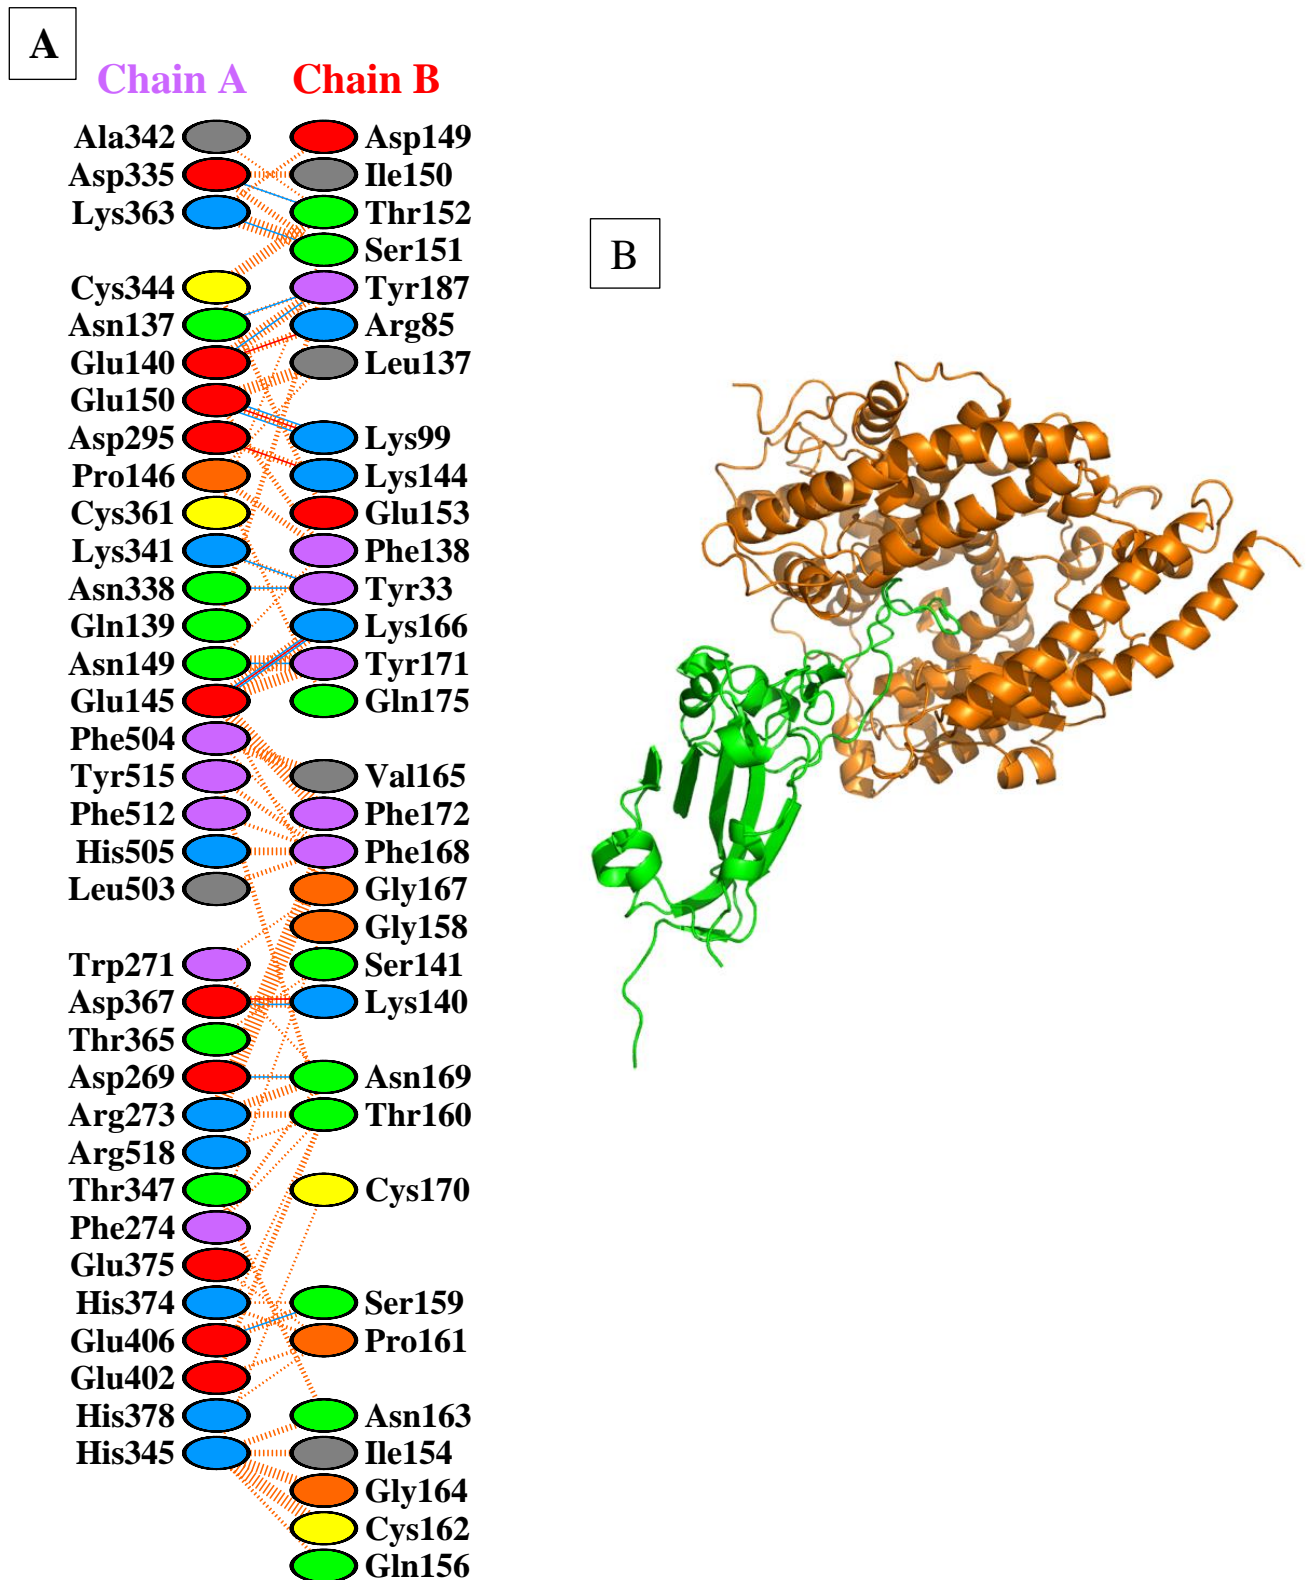 A
Chain A Chain B
Ala342 Asp149
Asp335 Ile150
Lys363 Thr152
Ser151
Cys344 Tyr187
Asn137 Arg85
Glu140 Leu137
Glu150
Asp295 Lys99
Pro146 Lys144
Cys361 Glu153
Lys341 Phe138
Asn338 Tyr33
Gln139 Lys166
Asn149 Tyr171
Glu145 Gln175
Phe504
Tyr515 Val165
Phe512 Phe172
His505 Phe168
Leu503 Gly167
Gly158
Trp271 Ser141
Asp367 Lys140
Thr365
Asp269 Asn169
Arg273 Thr160
Arg518
Thr347 Cys170
Phe274
Glu375
His374 Ser159
Glu406 Pro161
Glu402
His378 Asn163
His345 Ile154
Gly164
Cys162
Gln156
B